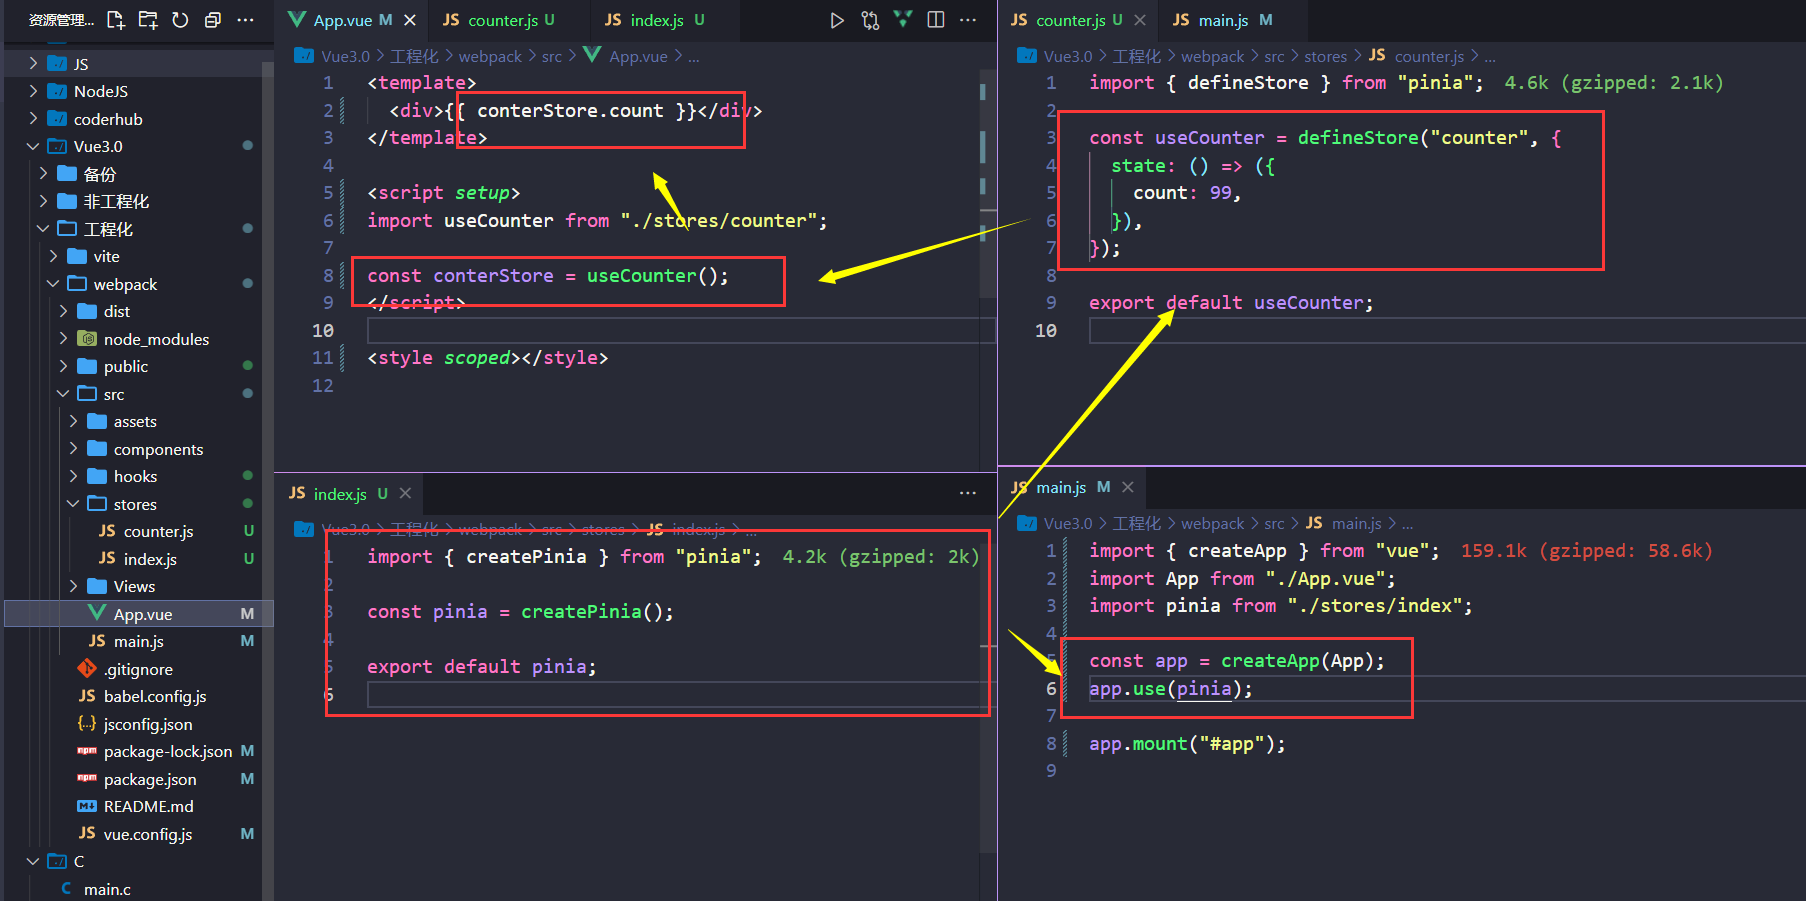 资源管理...
JS
NodeJS
coderhub
Vue3.0
备份
非工程化
工程化
vite
webpack
dist
node_modules
public
src
assets
components
hooks
stores
JS counter.js U
JS index.js U
Views
App.vue M
JS main.js M
.gitignore
JS babel.config.js
{..} jsconfig.json
npm package-lock.json M
npm package.json M
README.md
JS vue.config.js M
C
C main.c
App.vue M JS counter.js U JS index.js U
Vue3.0 > 工程化 > webpack > src > App.vue > ...
1 <template>
2 <div>{{ conterStore.count }}</div>
3 </template>
4
5 <script setup>
6 import useCounter from "./stores/counter";
7
8 const conterStore = useCounter();
9 </script>
10
11 <style scoped></style>
12
JS counter.js U JS main.js M
Vue3.0 > 工程化 > webpack > src > stores > JS counter.js > ...
1 import { defineStore } from "pinia"; 4.6k (gzipped: 2.1k)
2
3 const useCounter = defineStore("counter", {
4 state: () => ({
5 count: 99,
6 }),
7 });
8
9 export default useCounter;
10
JS index.js U
Vue3.0 > 工程化 > webpack > src > stores > JS index.js > ...
1 import { createPinia } from "pinia"; 4.2k (gzipped: 2k)
2
3 const pinia = createPinia();
4
5 export default pinia;
6
JS main.js M
Vue3.0 > 工程化 > webpack > src > JS main.js > ...
1 import { createApp } from "vue"; 159.1k (gzipped: 58.6k)
2 import App from "./App.vue";
3 import pinia from "./stores/index";
4
5 const app = createApp(App);
6 app.use(pinia);
7
8 app.mount("#app");
9